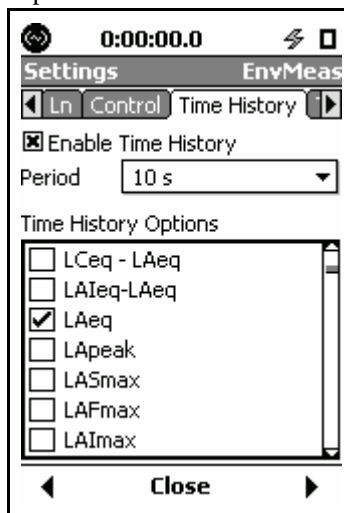 0:00:00.0
Settings EnvMeas
Ln Control Time History
Enable Time History
Period 10 s
Time History Options
LCeq - LAeq
LAIeq-LAeq
LAeq
LApeak
LASmax
LAFmax
LAImax
Close